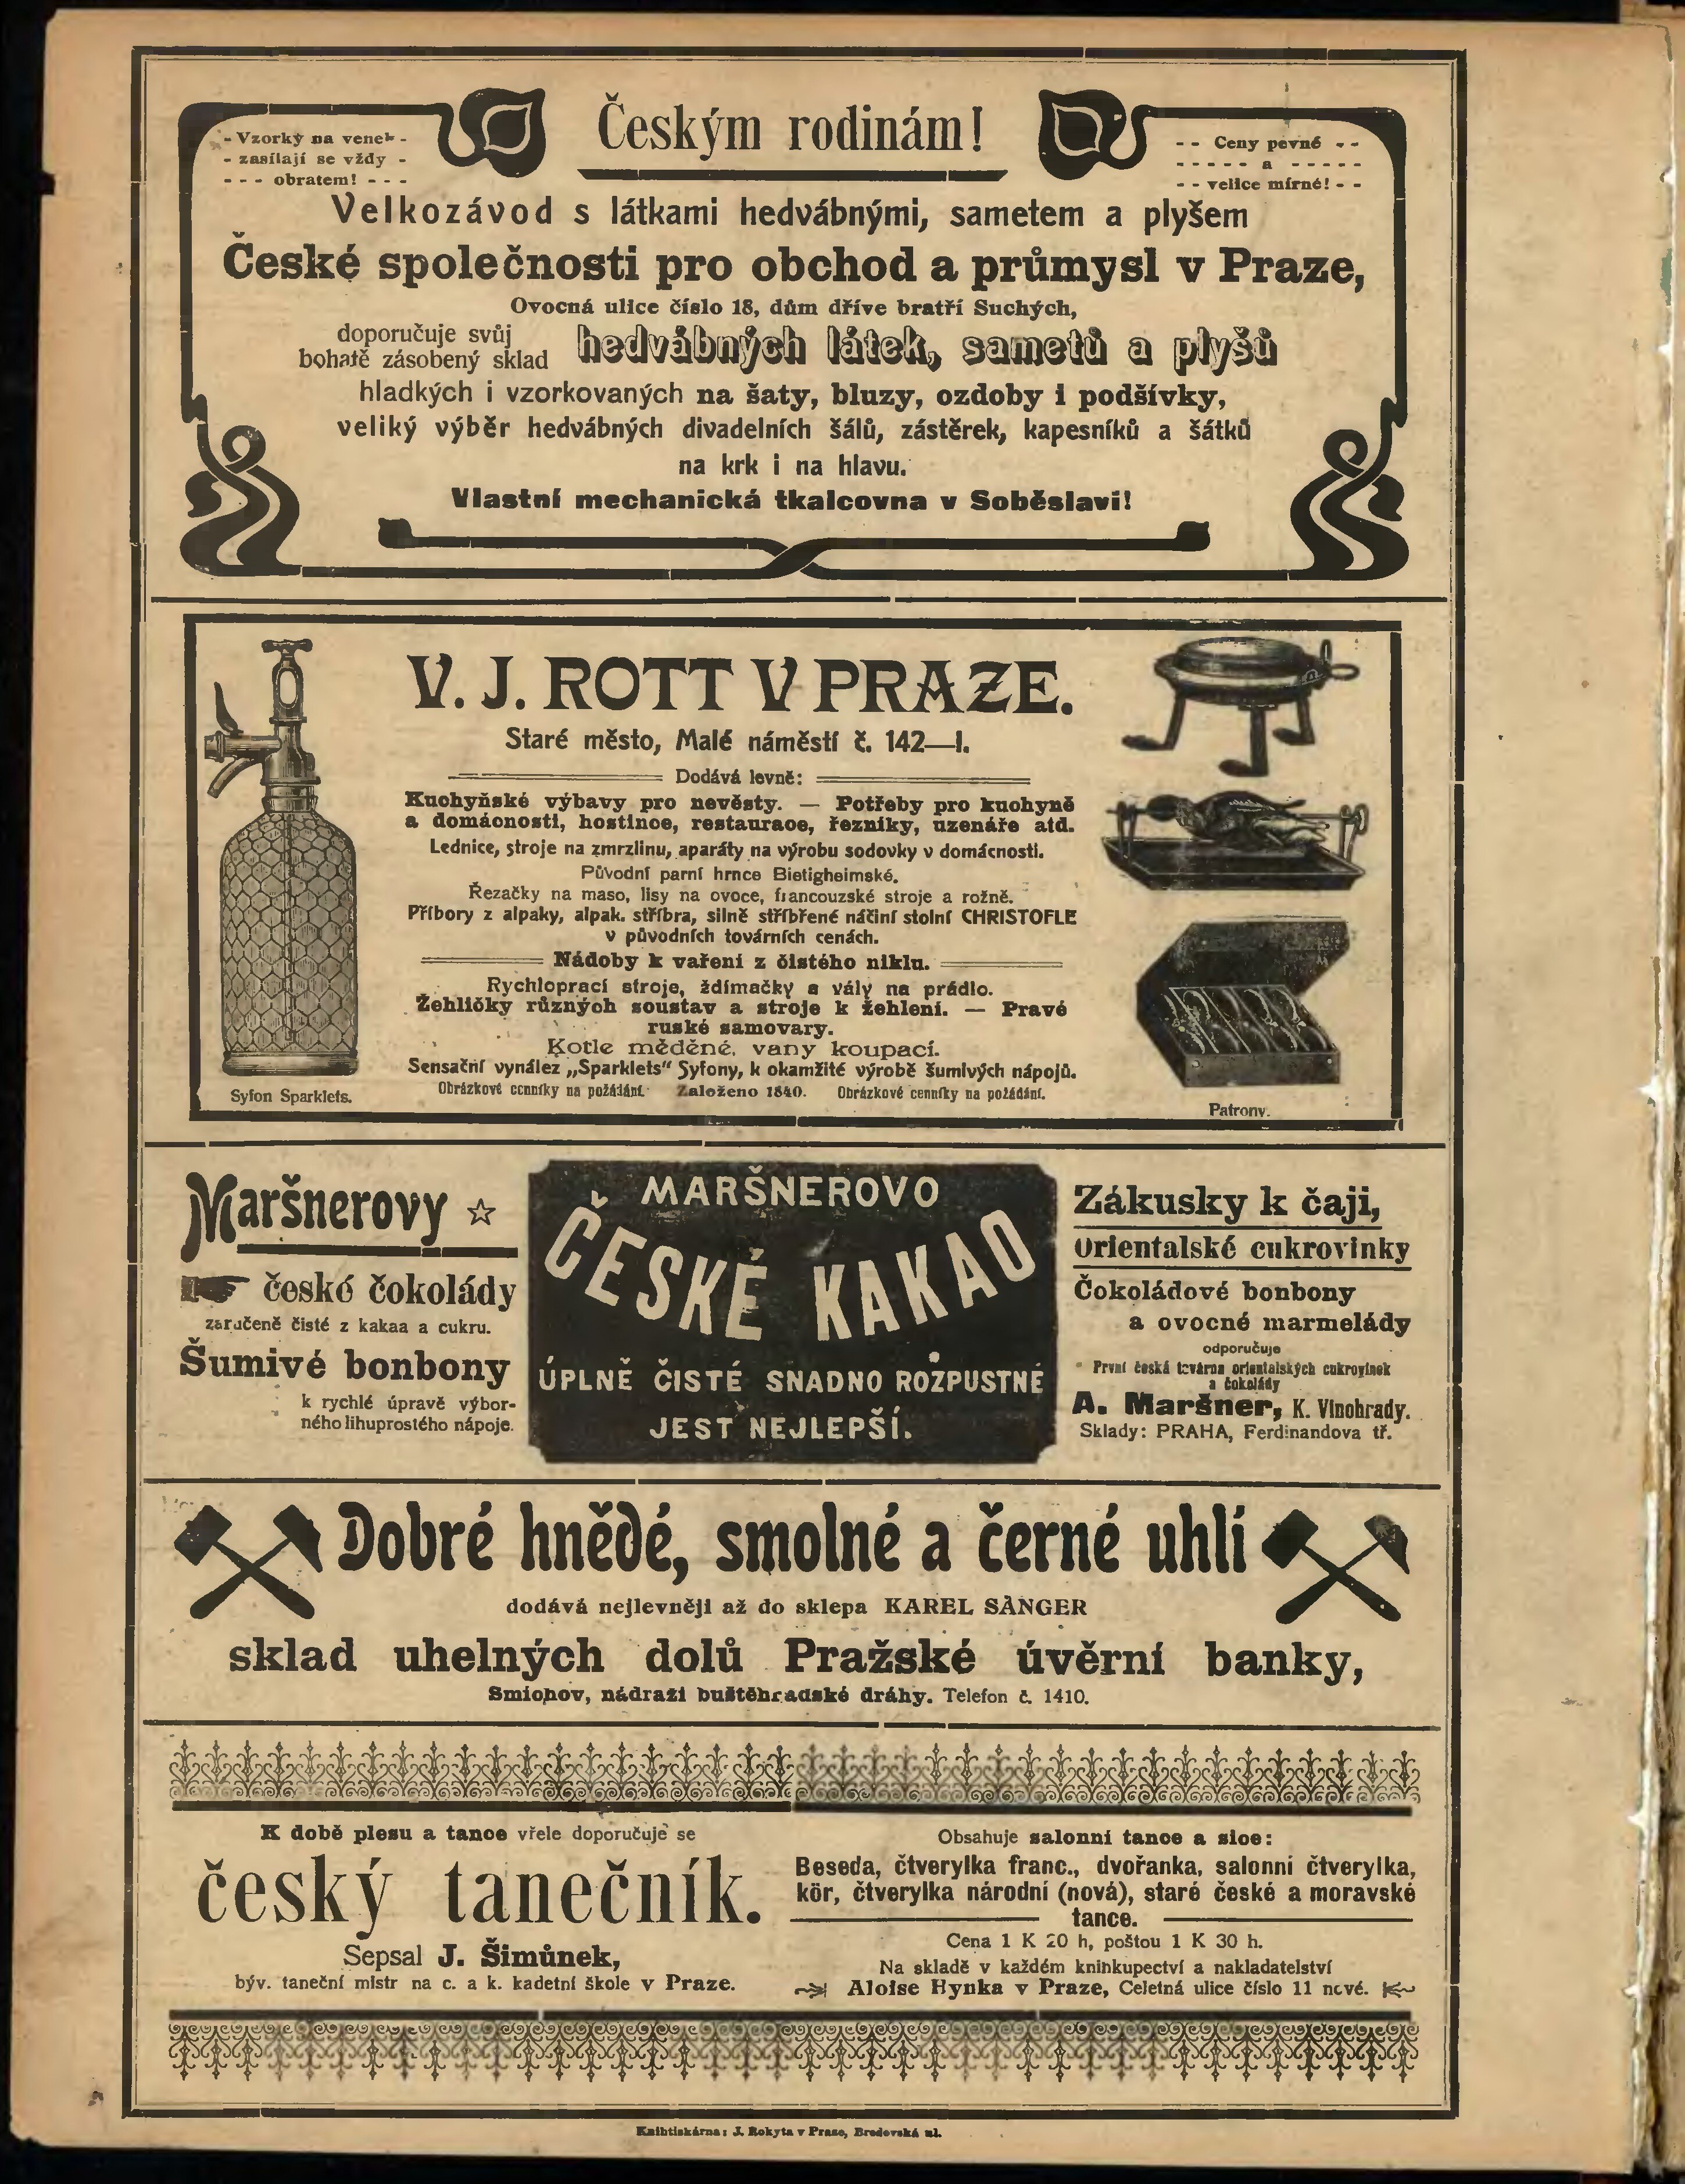 Českým rodinám!
- Vzorky na venek -
- zasílají se vždy -
- - - obratem! - - -
- - Ceny pevné - -
- - - - - a - - - - -
- - velice mírné! - -
Velkozávod s látkami hedvábnými, sametem a plyšem
České společnosti pro obchod a průmysl v Praze,
Ovocná ulice číslo 18, dům dříve bratří Suchých,
doporučuje svůj
bohatě zásobený sklad
hedvábných látek, sametů a plyšů
hladkých i vzorkovaných na šaty, bluzy, ozdoby i podšívky,
veliký výběr hedvábných divadelních šálů, zástěrek, kapesníků a šátků
na krk i na hlavu.
Vlastní mechanická tkalcovna v Soběslavi!
V. J. ROTT V PRAZE.
Staré město, Malé náměstí č. 142—I.
Dodává levně:
Kuchyňské výbavy pro nevěsty. — Potřeby pro kuchyně
a domácnosti, hostince, restaurace, řezníky, uzenáře atd.
Lednice, stroje na zmrzlinu, aparáty na výrobu sodovky v domácnosti.
Původní parní hrnce Bietigheimské.
Řezačky na maso, lisy na ovoce, francouzské stroje a rožně.
Příbory z alpaky, alpak. stříbra, silně stříbřené náčiní stolní CHRISTOFLE
v původních továrních cenách.
Nádoby k vaření z čistého niklu.
Rychloprací stroje, ždímačky a vály na prádlo.
Žehličky různých soustav a stroje k žehlení. — Pravé
ruské samovary.
Kotle měděné, vany koupací.
Sensační vynález „Sparklets" Syfony, k okamžité výrobě šumivých nápojů.
Obrázkové cenníky na požádání. Založeno 1840. Obrázkové cenníky na požádání.
Syfon Sparklets.
Patrony.
Maršnerovy ☆
české čokolády
zaručeně čisté z kakaa a cukru.
Šumivé bonbony
k rychlé úpravě výbor-
ného lihuprostého nápoje.
MARŠNEROVO
ČESKÉ KAKAO
ÚPLNĚ ČISTÉ SNADNO ROZPUSTNÉ
JEST NEJLEPŠÍ.
Zákusky k čaji,
Orientalské cukrovinky
Čokoládové bonbony
a ovocné marmelády
odporučuje
První česká továrna orientalských cukrovinek
a čokolády
A. Maršner, K. Vinohrady.
Sklady: PRAHA, Ferdinandova tř.
Dobré hnědé, smolné a černé uhlí
dodává nejlevněji až do sklepa KAREL SÄNGER
sklad uhelných dolů Pražské úvěrní banky,
Smíchov, nádraží buštěhradské dráhy. Telefon č. 1410.
K době plesu a tance vřele doporučuje se
český tanečník.
Sepsal J. Šimůnek,
býv. taneční mistr na c. a k. kadetní škole v Praze.
Obsahuje salonní tance a sice:
Beseda, čtverylka franc., dvořanka, salonní čtverylka,
kör, čtverylka národní (nová), staré české a moravské
tance.
Cena 1 K 20 h, poštou 1 K 30 h.
Na skladě v každém knihkupectví a nakladatelství
Aloise Hynka v Praze, Celetná ulice číslo 11 nové.
Knihtiskárna: J. Rokyta v Praze, Bredovská ul.